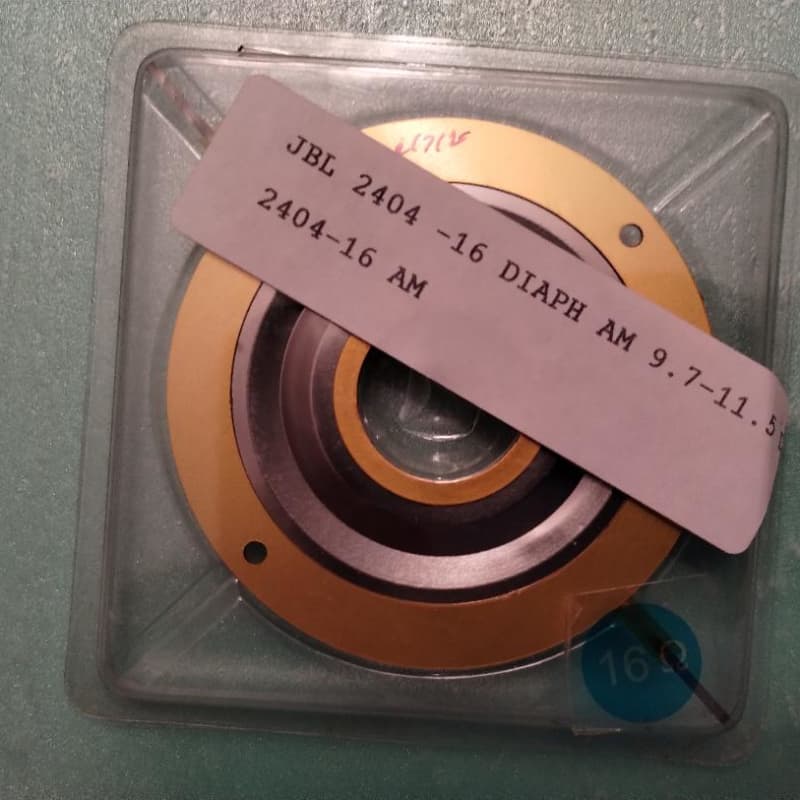 JBL 2404 -16 DIAPH AM 9.7-11.5
2404-16 AM
16 Ω